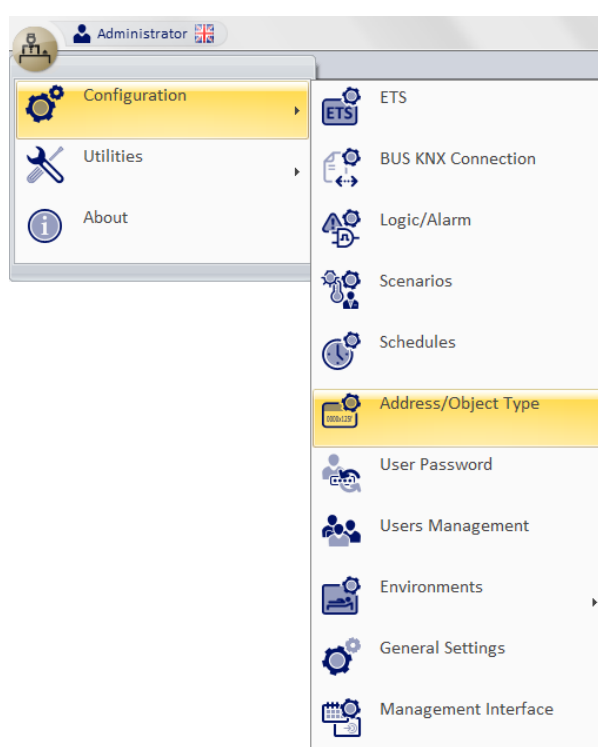 Administrator
Configuration
Utilities
About
ETS
ETS
BUS KNX Connection
Logic/Alarm
Scenarios
Schedules
Address/Object Type
User Password
Users Management
Environments
General Settings
Management Interface